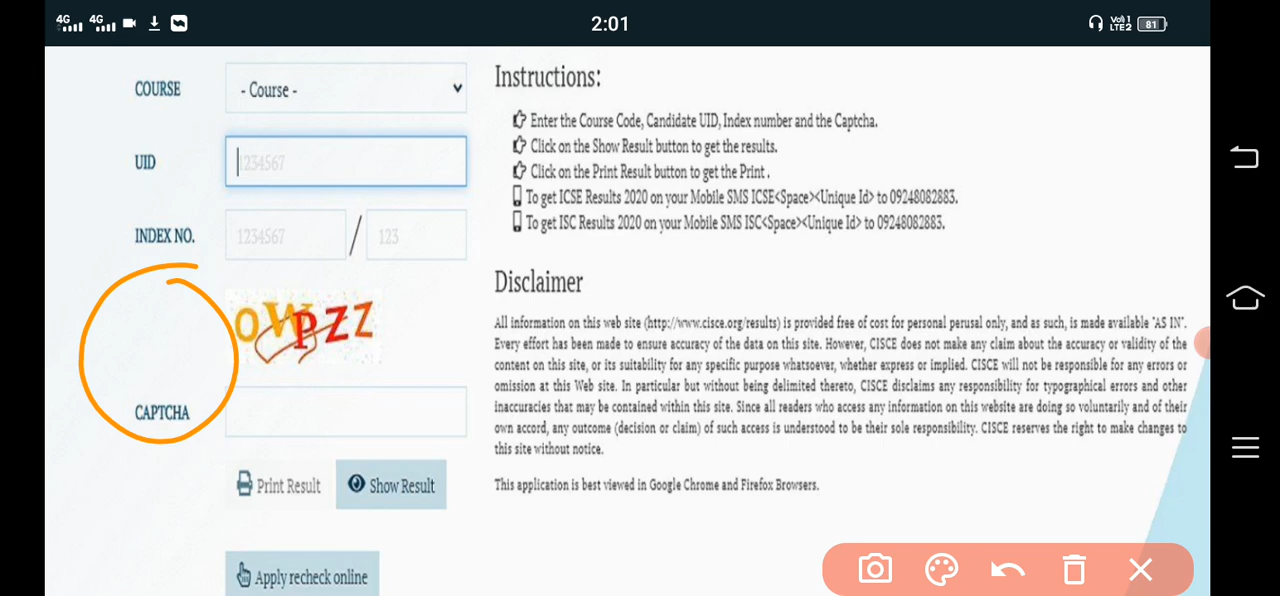 4G 4G 2:01 Vo) 1 LTE2 81
COURSE - Course -
UID 1234567
INDEX NO. 1234567 / 123
OWPZZ
CAPTCHA
Print Result Show Result
Apply recheck online
Instructions:
Enter the Course Code, Candidate UID, Index number and the Captcha.
Click on the Show Result button to get the results.
Click on the Print Result button to get the Print .
To get ICSE Results 2020 on your Mobile SMS ICSE<Space><Unique Id> to 09248082883.
To get ISC Results 2020 on your Mobile SMS ISC<Space><Unique Id> to 09248082883.
Disclaimer
All information on this web site (http://www.cisce.org/results) is provided free of cost for personal perusal only, and as such, is made available "AS IN".
Every effort has been made to ensure accuracy of the data on this site. However, CISCE does not make any claim about the accuracy or validity of the
content on this site, or its suitability for any specific purpose whatsoever, whether express or implied. CISCE will not be responsible for any errors or
omission at this Web site. In particular but without being delimited thereto, CISCE disclaims any responsibility for typographical errors and other
inaccuracies that may be contained within this site. Since all readers who access any information on this website are doing so voluntarily and of their
own accord, any outcome (decision or claim) of such access is understood to be their sole responsibility. CISCE reserves the right to make changes to
this site without notice.
This application is best viewed in Google Chrome and Firefox Browsers.